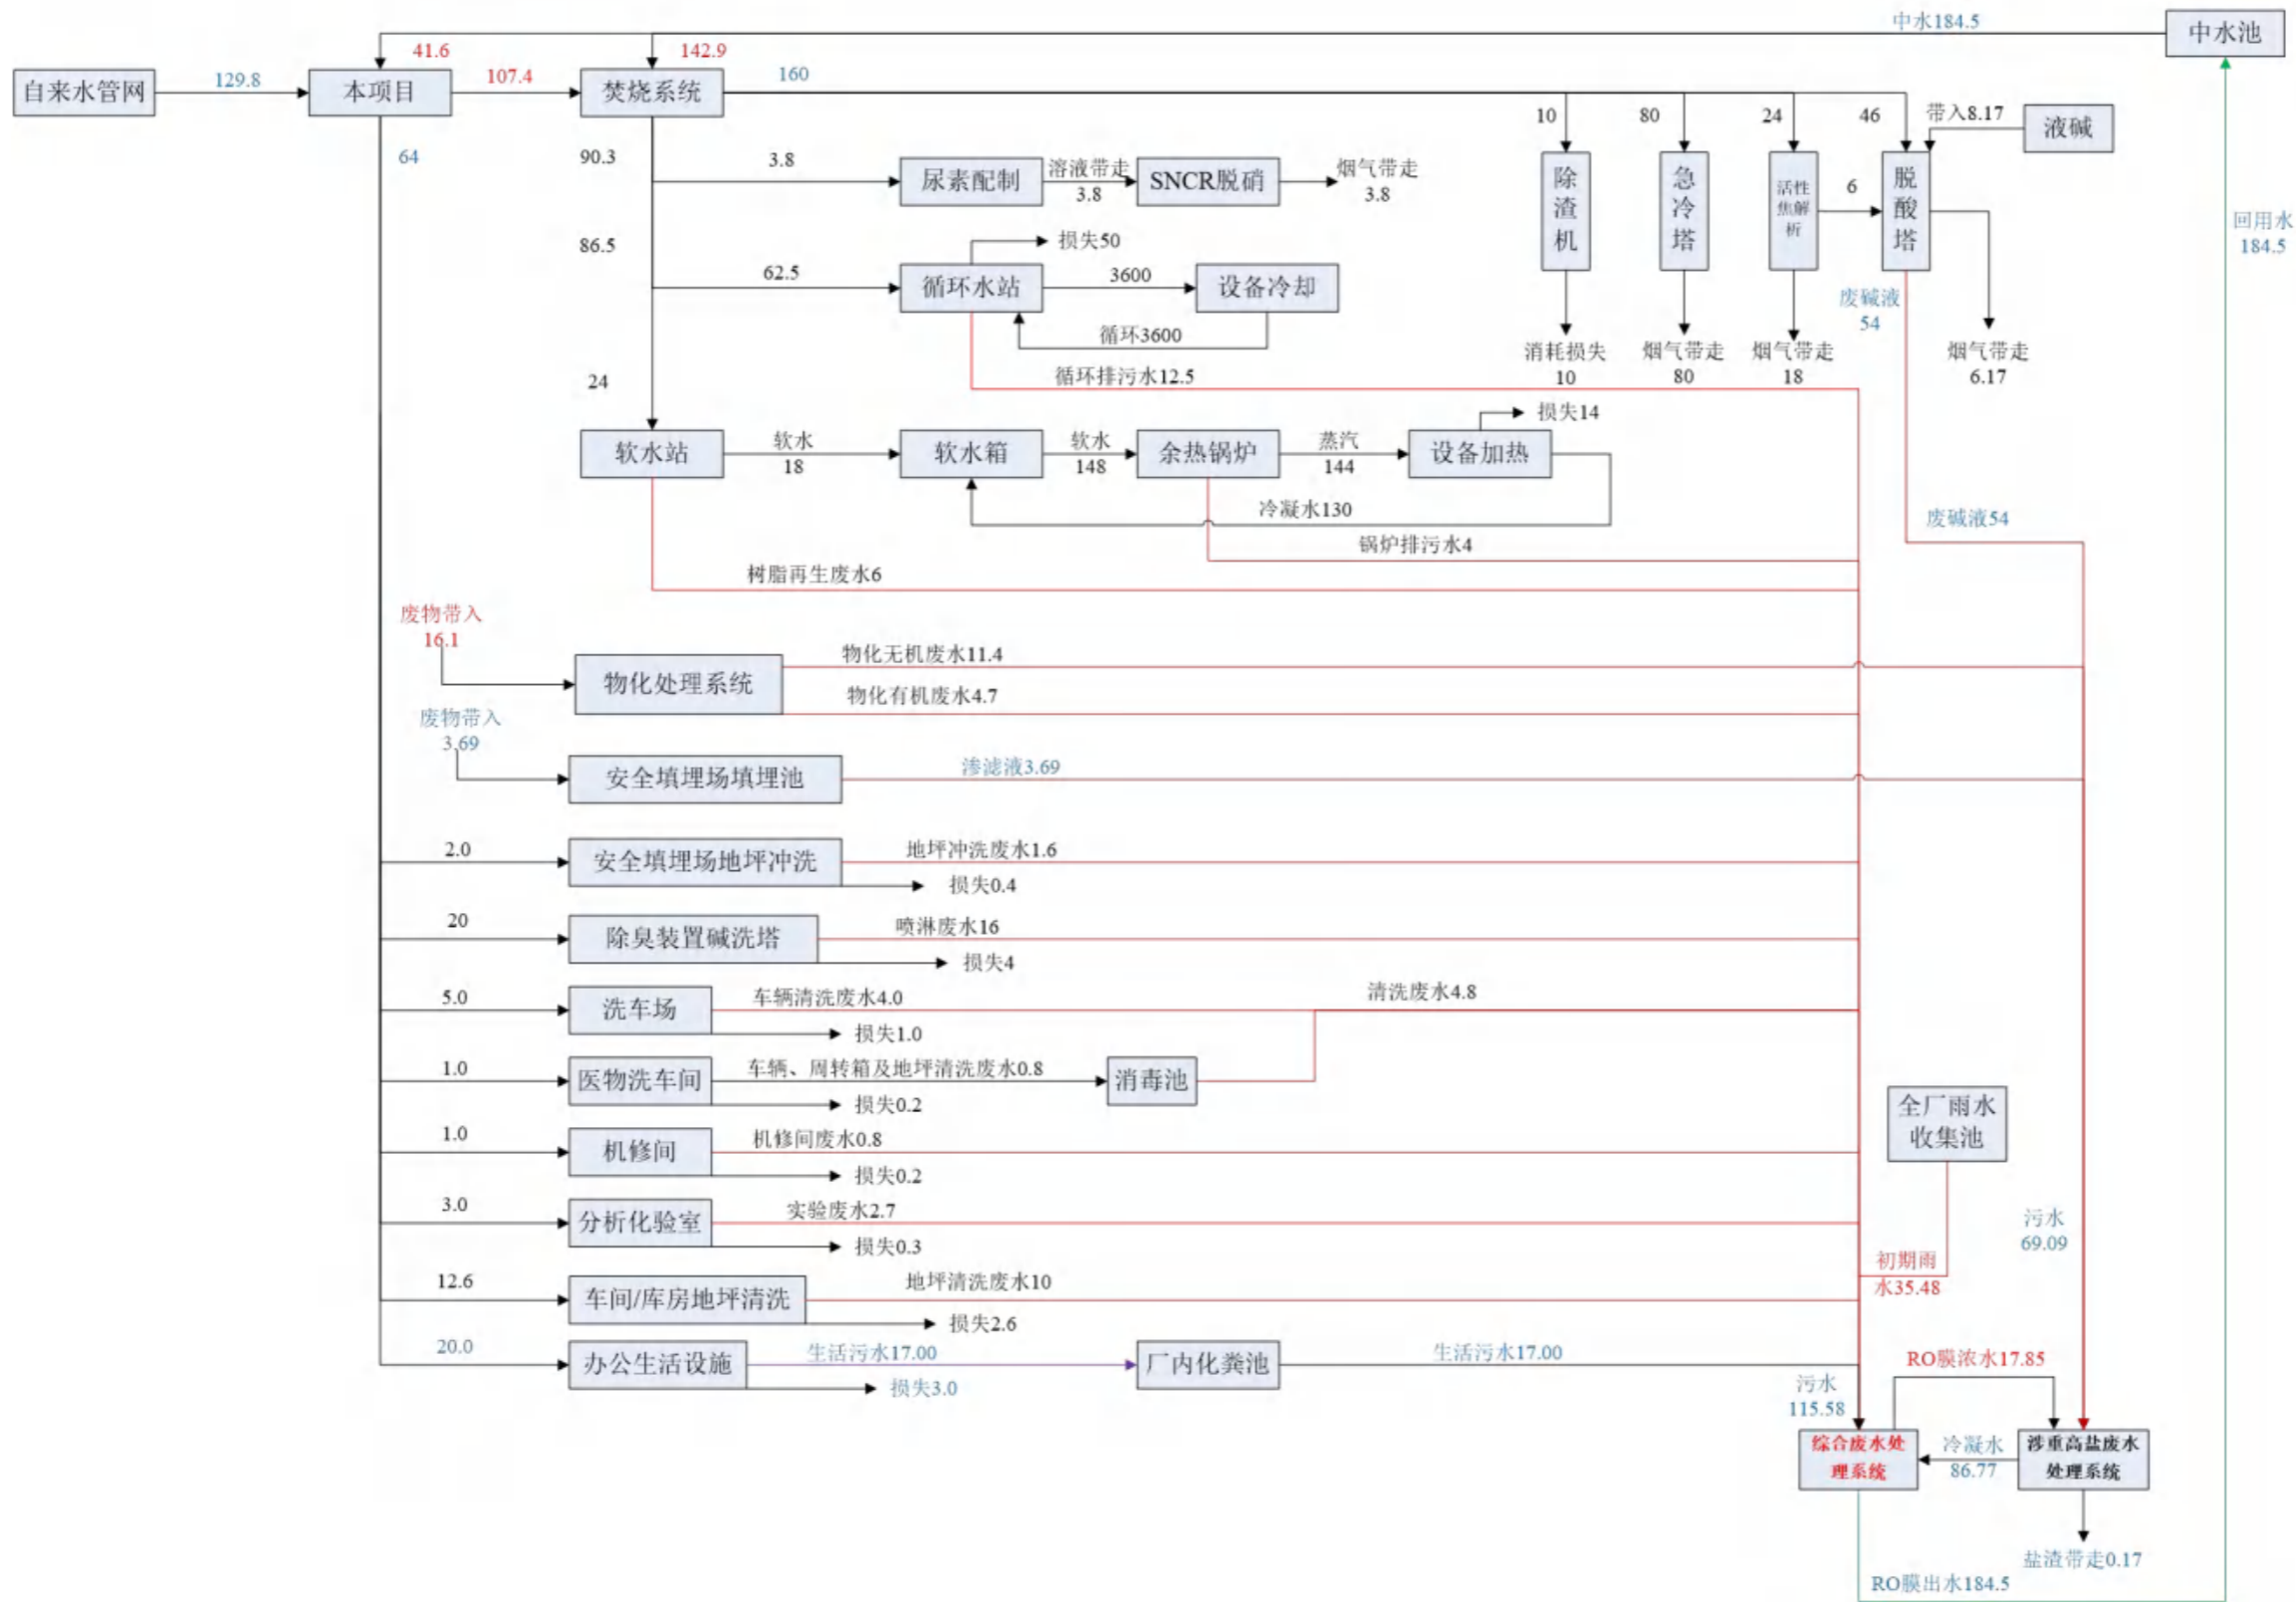 中水184.5
中水池
41.6
142.9
自来水管网
129.8
本项目
107.4
焚烧系统
160
10
80
24
46
带入8.17
液碱
64
90.3
3.8
尿素配制
溶液带走
3.8
SNCR脱硝
烟气带走
3.8
除渣机
急冷塔
活性
焦解
析
6
脱酸塔
回用水
184.5
86.5
损失50
62.5
循环水站
3600
设备冷却
循环3600
废碱液
54
消耗损失
10
烟气带走
80
烟气带走
18
烟气带走
6.17
循环排污水12.5
24
损失14
软水站
软水
18
软水箱
软水
148
余热锅炉
蒸汽
144
设备加热
冷凝水130
废碱液54
锅炉排污水4
树脂再生废水6
废物带入
16.1
物化处理系统
物化无机废水11.4
物化有机废水4.7
废物带入
3.69
安全填埋场填埋池
渗滤液3.69
2.0
安全填埋场地坪冲洗
地坪冲洗废水1.6
损失0.4
20
除臭装置碱洗塔
喷淋废水16
损失4
5.0
洗车场
车辆清洗废水4.0
损失1.0
清洗废水4.8
1.0
医物洗车间
车辆、周转箱及地坪清洗废水0.8
损失0.2
消毒池
全厂雨水
收集池
1.0
机修间
机修间废水0.8
损失0.2
3.0
分析化验室
实验废水2.7
损失0.3
污水
69.09
初期雨
水35.48
12.6
车间/库房地坪清洗
地坪清洗废水10
损失2.6
20.0
办公生活设施
生活污水17.00
损失3.0
厂内化粪池
生活污水17.00
RO膜浓水17.85
污水
115.58
综合废水处
理系统
冷凝水
86.77
涉重高盐废水
处理系统
盐渣带走0.17
RO膜出水184.5